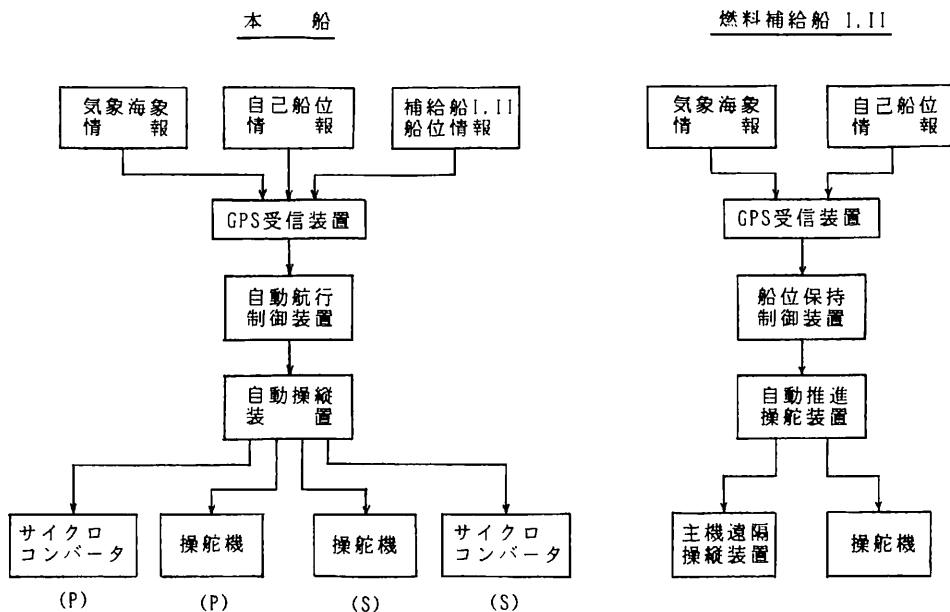 本 船
気象海象
情 報
自己船位
情 報
補給船I,II
船位情報
GPS受信装置
自動航行
制御装置
自動操縦
装 置
サイクロ
コンバータ
操舵機
操舵機
サイクロ
コンバータ
(P)
(P)
(S)
(S)
燃料補給船 I,II
気象海象
情 報
自己船位
情 報
GPS受信装置
船位保持
制御装置
自動推進
操舵装置
主機遠隔
操縦装置
操舵機